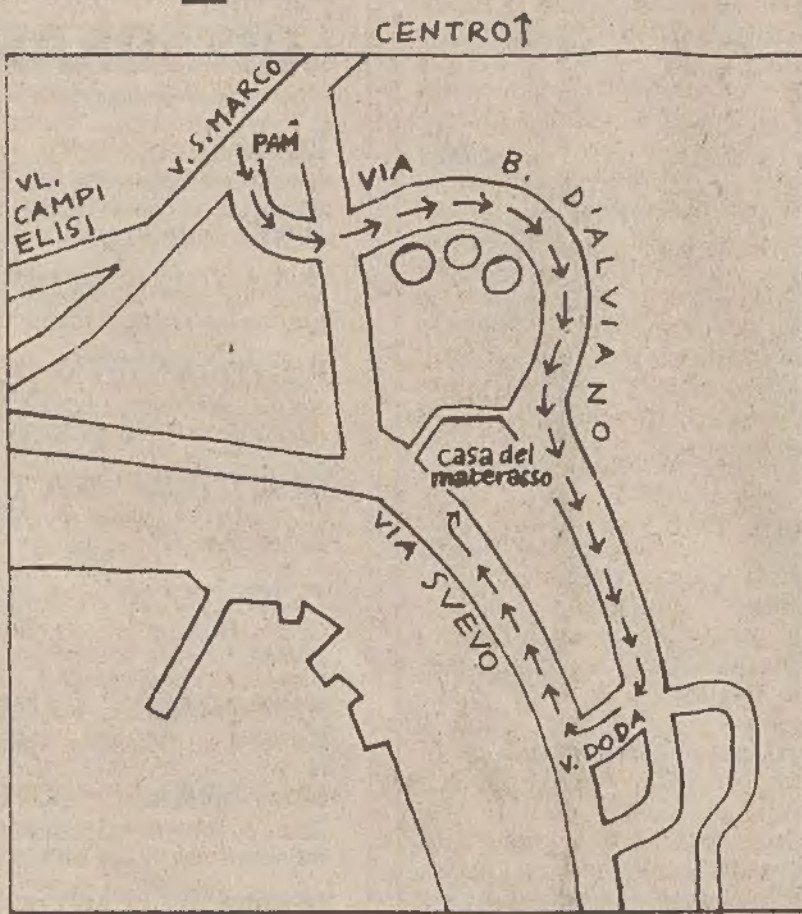 CENTRO↑
V. S. MARCO
PAM
VL.
CAMPI
ELISI
VIA B. D'ALVIANO
casa del
materasso
VIA SVEVO
V. DODA